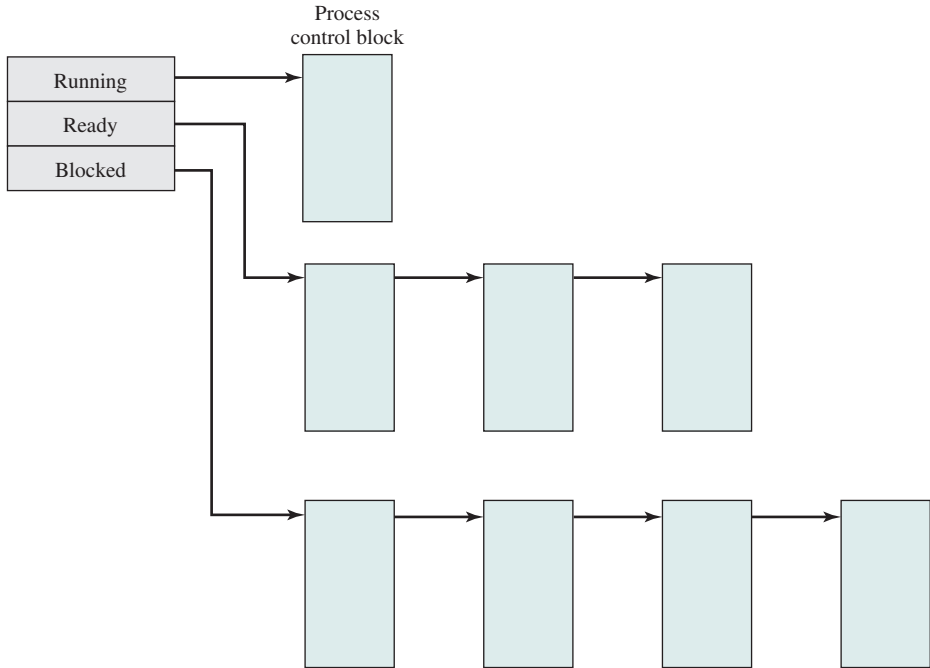 Process
control block
Running
Ready
Blocked